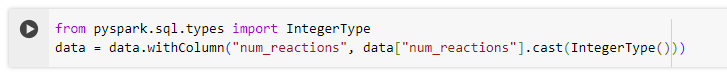 from pyspark.sql.types import IntegerType
data = data.withColumn("num_reactions", data["num_reactions"].cast(IntegerType()))